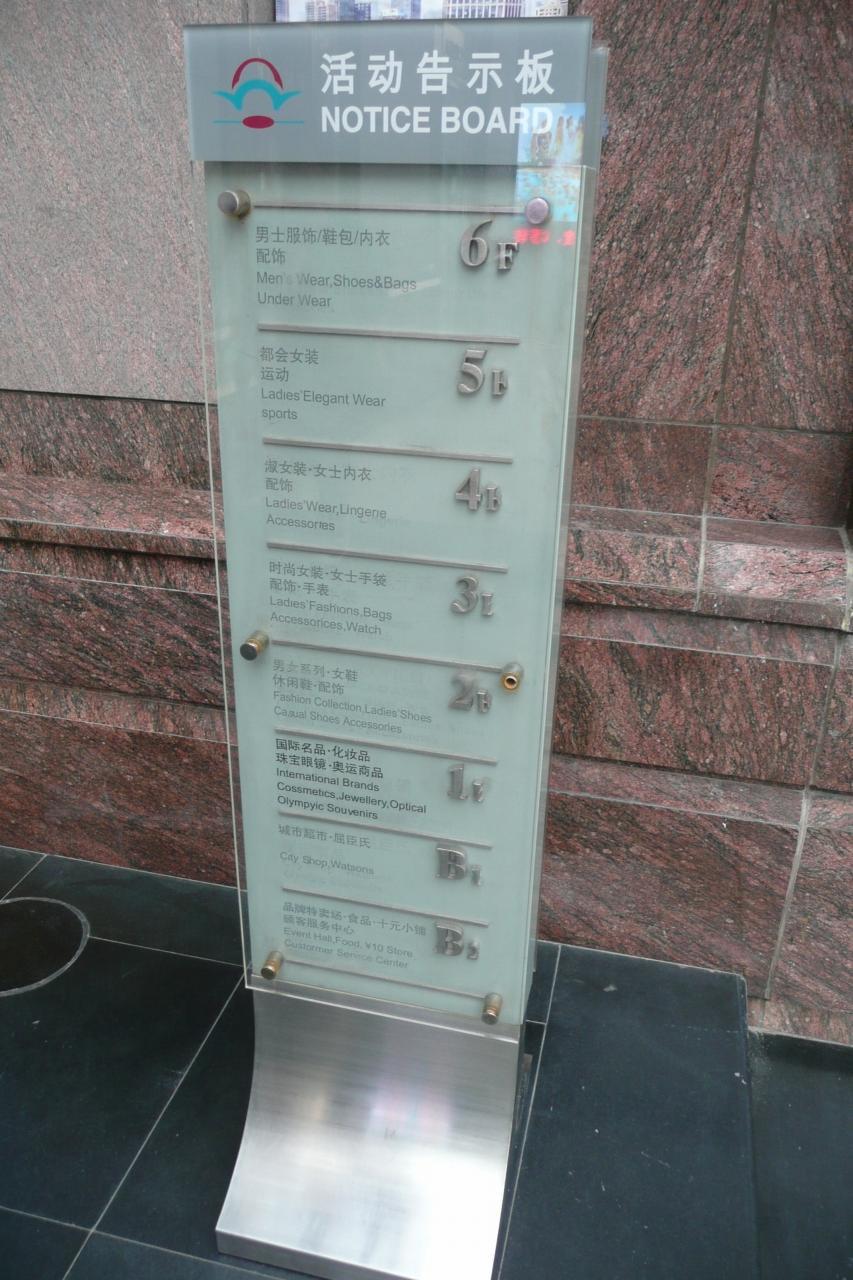 活动告示板
NOTICE BOARD
男士服饰/鞋包/内衣
配饰
Men's Wear,Shoes&Bags
Under Wear
6F
都会女装
运动
Ladies'Elegant Wear
sports
5F
淑女装·女士内衣
配饰
Ladies'Wear,Lingerie
Accessories
4F
时尚女装·女士手袋
配饰·手表
Ladies'Fashions,Bags
Accessorices,Watch
3F
男女系列·女鞋
休闲鞋·配饰
Fashion Collection,Ladies'Shoes
Casual Shoes Accessories
2F
国际名品·化妆品
珠宝眼镜·奥运商品
International Brands
Cossmetics,Jewellery,Optical
Olympyic Souvenirs
1F
城市超市·屈臣氏
City Shop,Watsons
B1
品牌特卖场·食品·十元小铺
顾客服务中心
Event Hall,Food, ¥10 Store
Custormer Service Center
B2